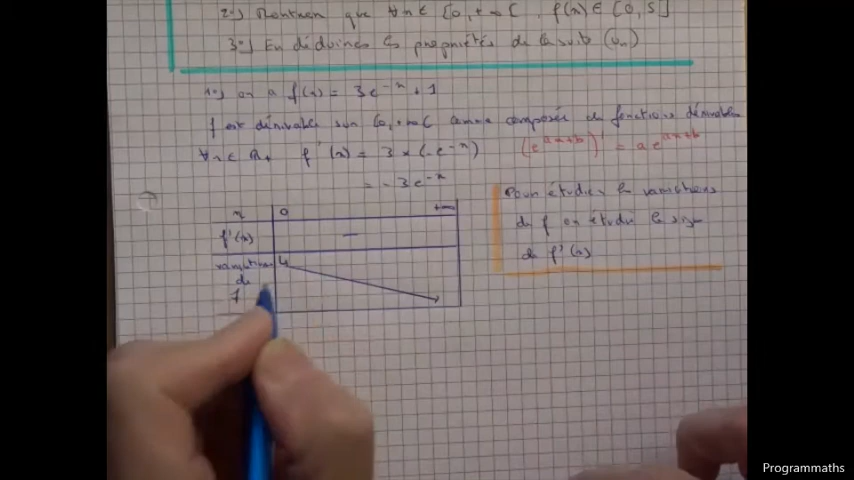 2-) Montrer que ∀x ∈ [0, +∞[, f(x) ∈ [0, 5]
3-) En déduire les propriétés de la suite (Un)
1-) on a f(x) = 3e^{-x} + 1
f est dérivable sur [0, +∞[ comme composée de fonctions dérivables
∀x ∈ ℝ+ f'(x) = 3 × (-e^{-x})
(e^{ax+b})' = a e^{ax+b}
= -3e^{-x}
x 0 +∞
f'(x) −
variations 4
de
f
Pour étudier les variations
de f on étudie le signe
de f'(x)
Programmaths